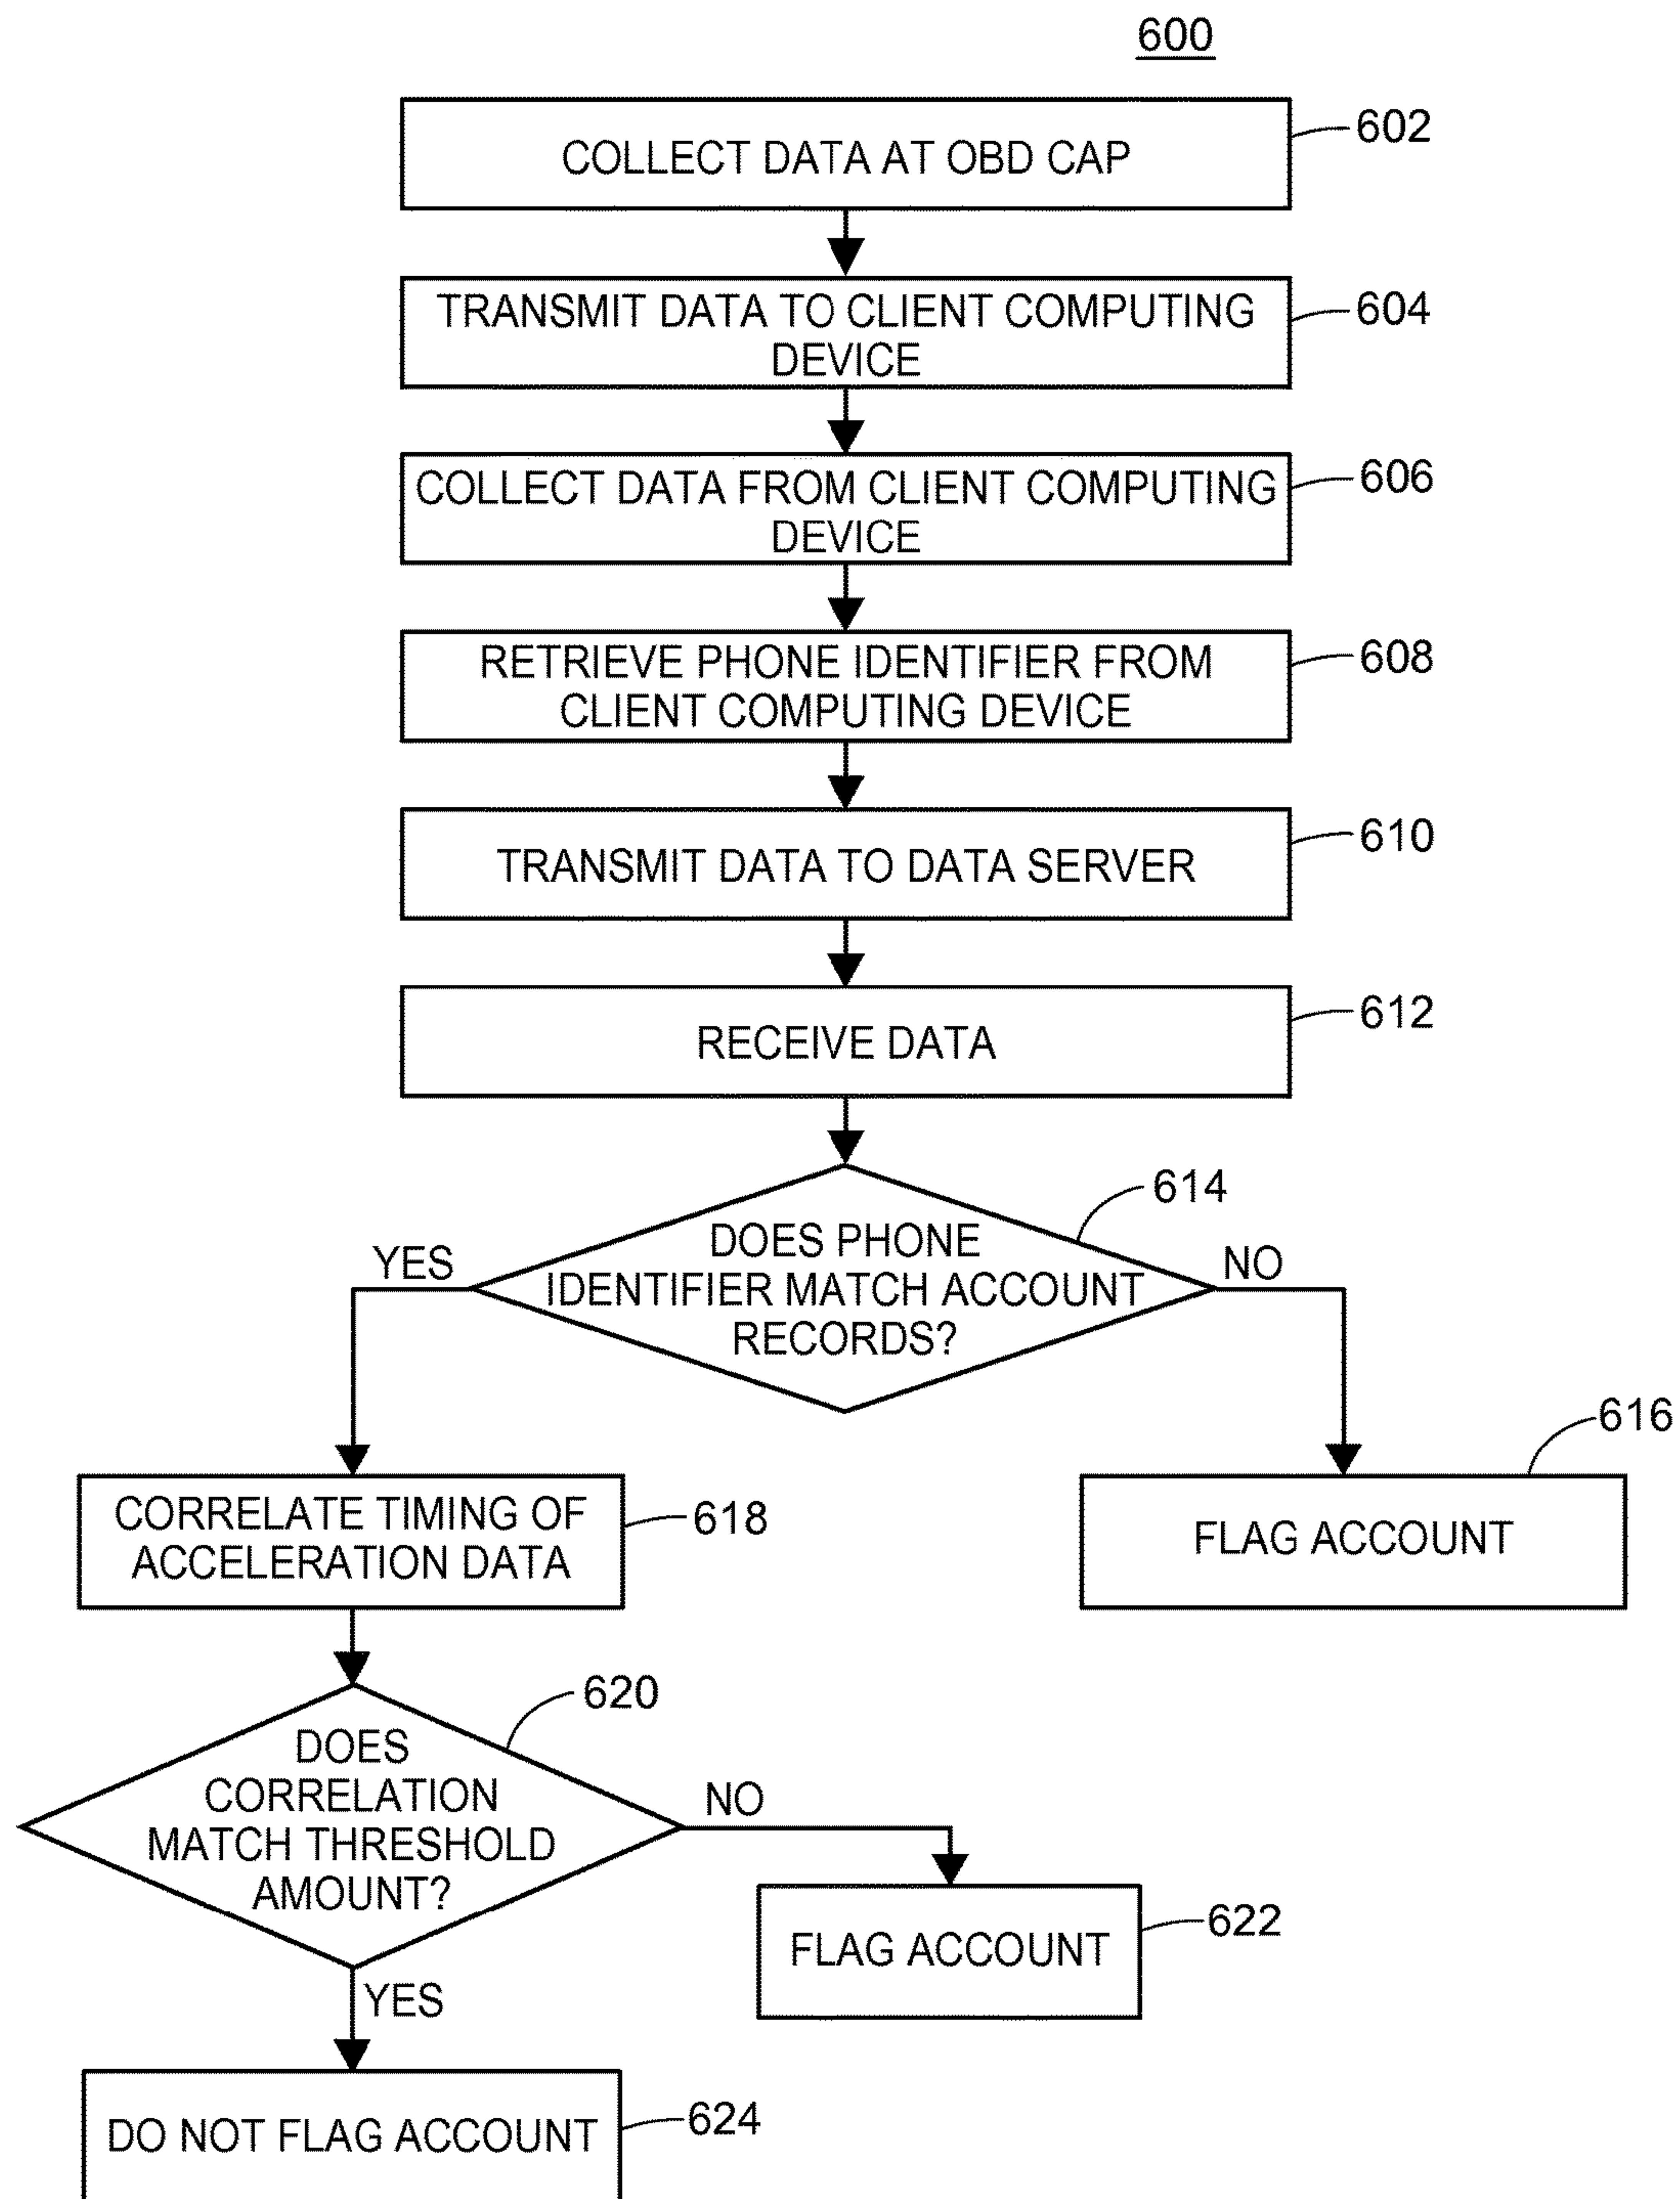 600
COLLECT DATA AT OBD CAP
602
TRANSMIT DATA TO CLIENT COMPUTING
DEVICE
604
COLLECT DATA FROM CLIENT COMPUTING
DEVICE
606
RETRIEVE PHONE IDENTIFIER FROM
CLIENT COMPUTING DEVICE
608
TRANSMIT DATA TO DATA SERVER
610
RECEIVE DATA
612
614
DOES PHONE
IDENTIFIER MATCH ACCOUNT
RECORDS?
YES
NO
616
FLAG ACCOUNT
CORRELATE TIMING OF
ACCELERATION DATA
618
620
DOES
CORRELATION
MATCH THRESHOLD
AMOUNT?
NO
FLAG ACCOUNT
622
YES
DO NOT FLAG ACCOUNT
624